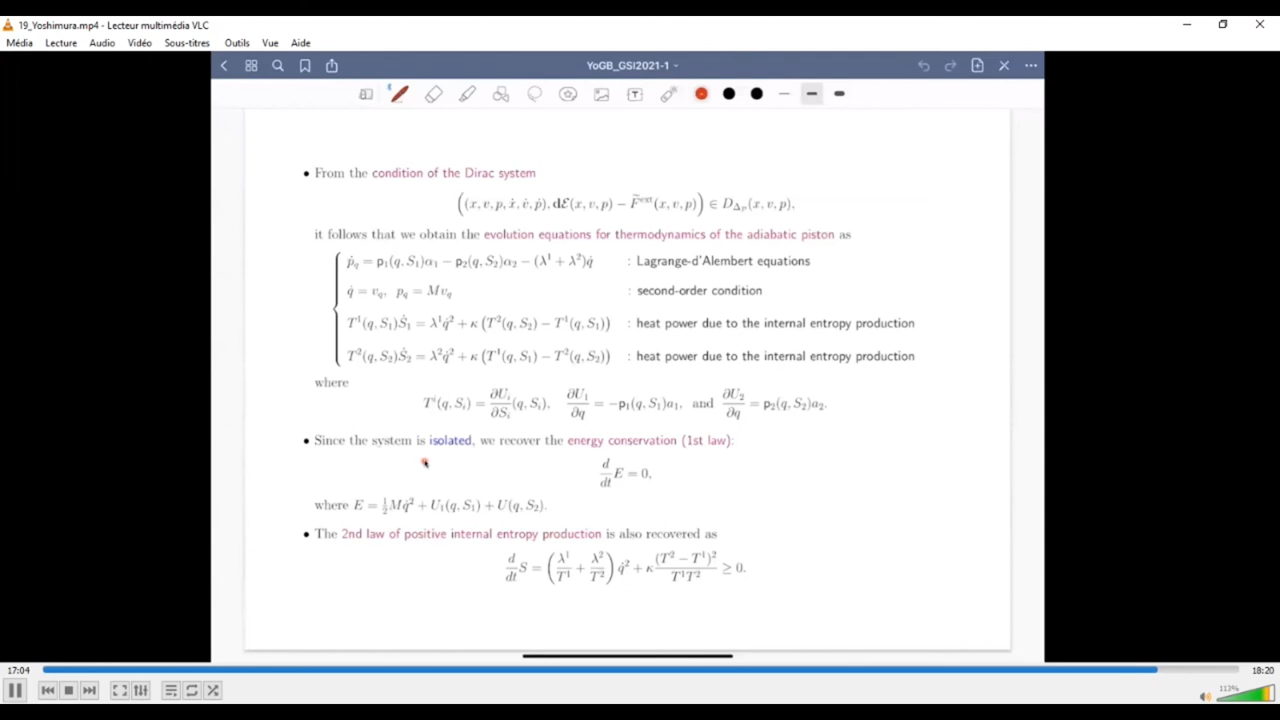 19_Yoshimura.mp4 - Lecteur multimédia VLC
Média Lecture Audio Vidéo Sous-titres Outils Vue Aide
YoGB_GSI2021-1
• From the condition of the Dirac system
((x, v, p, ẋ, v̇, ṗ), dℰ(x, v, p) − F̃ᵉˣᵗ(x, v, p)) ∈ D_{Δ_P}(x, v, p),
it follows that we obtain the evolution equations for thermodynamics of the adiabatic piston as
ṗ_q = p₁(q, S₁)α₁ − p₂(q, S₂)α₂ − (λ¹ + λ²)q̇ : Lagrange-d'Alembert equations
q̇ = v_q, p_q = Mv_q : second-order condition
T¹(q, S₁)Ṡ₁ = λ¹q̇² + κ(T²(q, S₂) − T¹(q, S₁)) : heat power due to the internal entropy production
T²(q, S₂)Ṡ₂ = λ²q̇² + κ(T¹(q, S₁) − T²(q, S₂)) : heat power due to the internal entropy production
where
Tⁱ(q, Sᵢ) = ∂Uᵢ/∂Sᵢ (q, Sᵢ), ∂U₁/∂q = −p₁(q, S₁)a₁, and ∂U₂/∂q = p₂(q, S₂)a₂.
• Since the system is isolated, we recover the energy conservation (1st law):
d/dt E = 0,
where E = ½Mq̇² + U₁(q, S₁) + U(q, S₂).
• The 2nd law of positive internal entropy production is also recovered as
d/dt S = (λ¹/T¹ + λ²/T²) q̇² + κ (T² − T¹)²/T¹T² ≥ 0.
17:04 18:20
113%